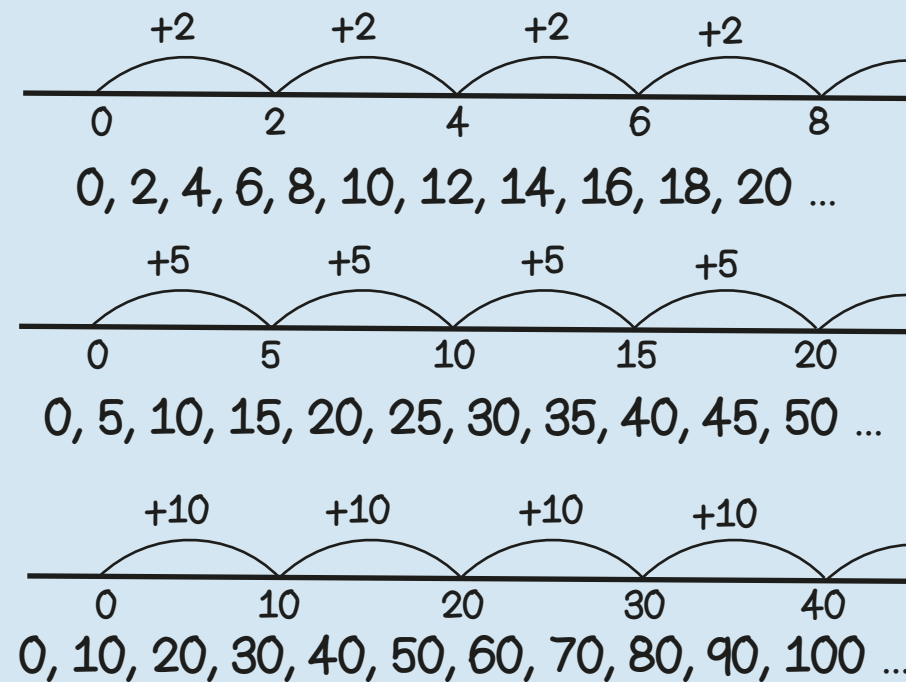 +2 +2 +2 +2
0 2 4 6 8
0, 2, 4, 6, 8, 10, 12, 14, 16, 18, 20 ...
+5 +5 +5 +5
0 5 10 15 20
0, 5, 10, 15, 20, 25, 30, 35, 40, 45, 50 ...
+10 +10 +10 +10
0 10 20 30 40
0, 10, 20, 30, 40, 50, 60, 70, 80, 90, 100 ...